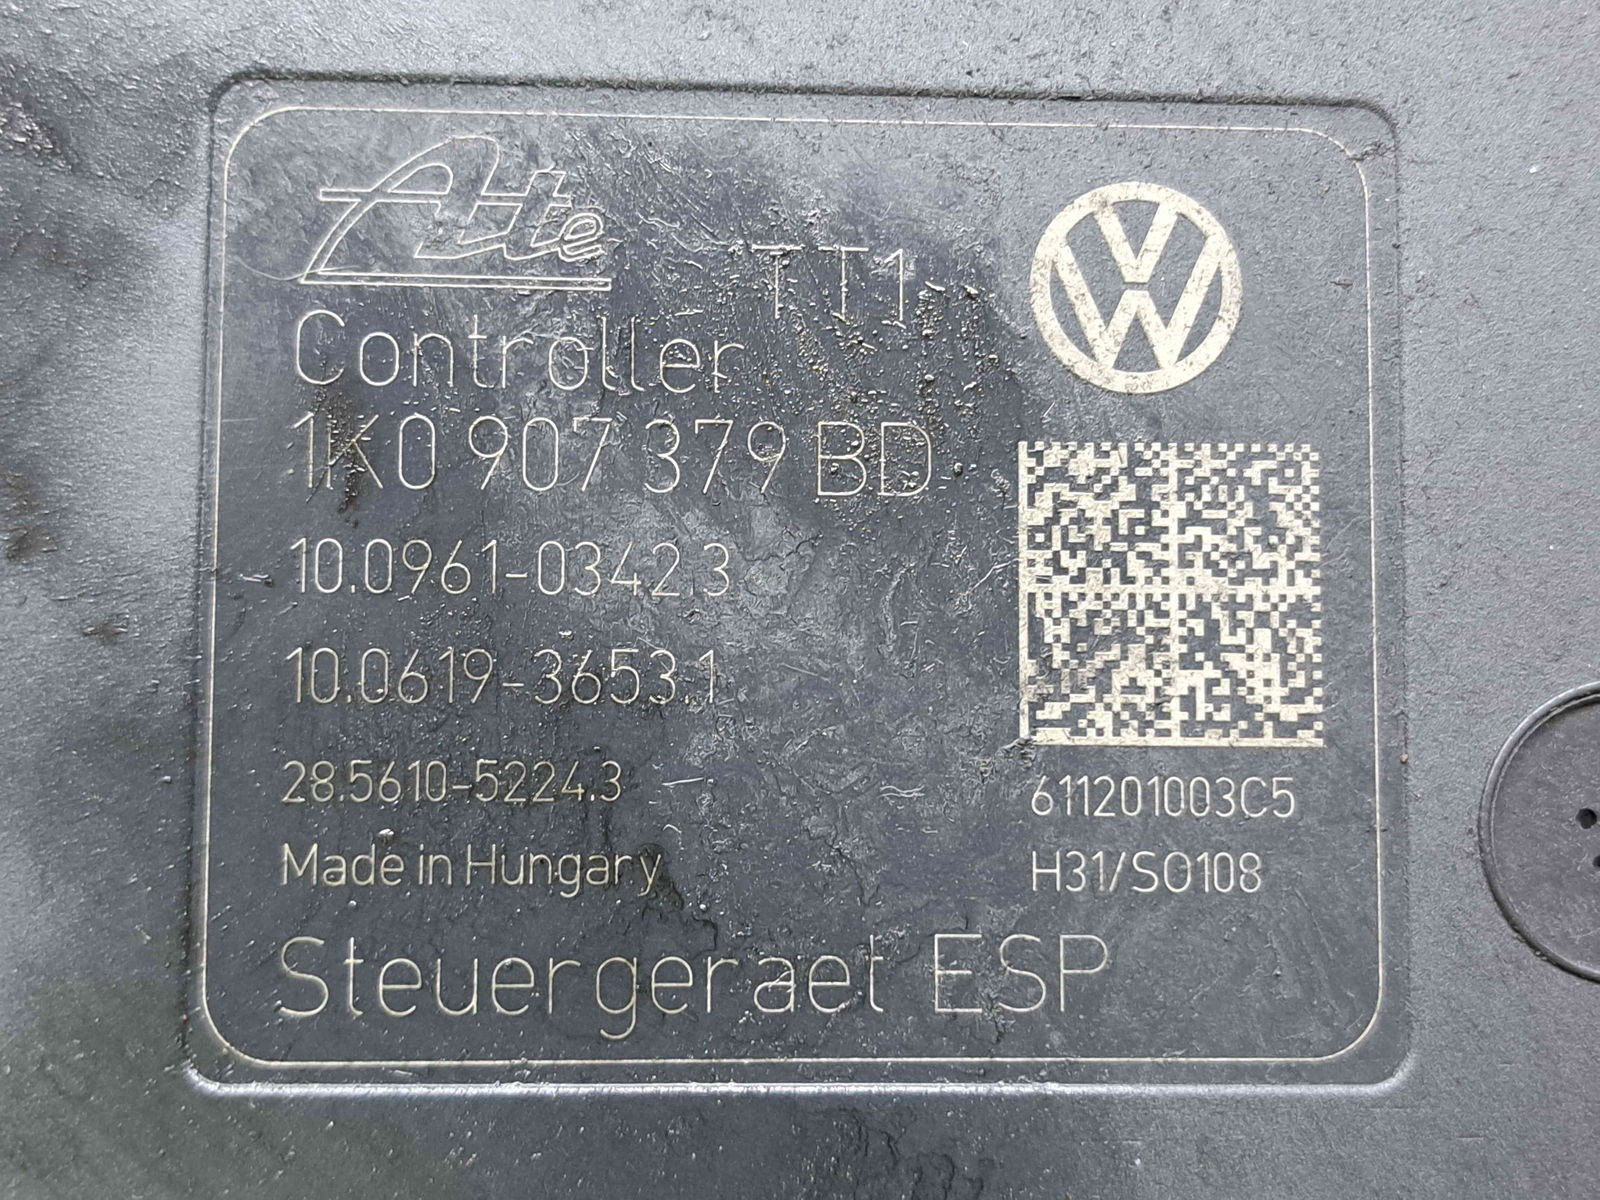 Ate
TT1
Controller
1K0 907 379 BD
10.0961-0342.3
10.0619-3653.1
28.5610-5224.3
611201003C5
Made in Hungary
H31/SO108
Steuergeraet ESP